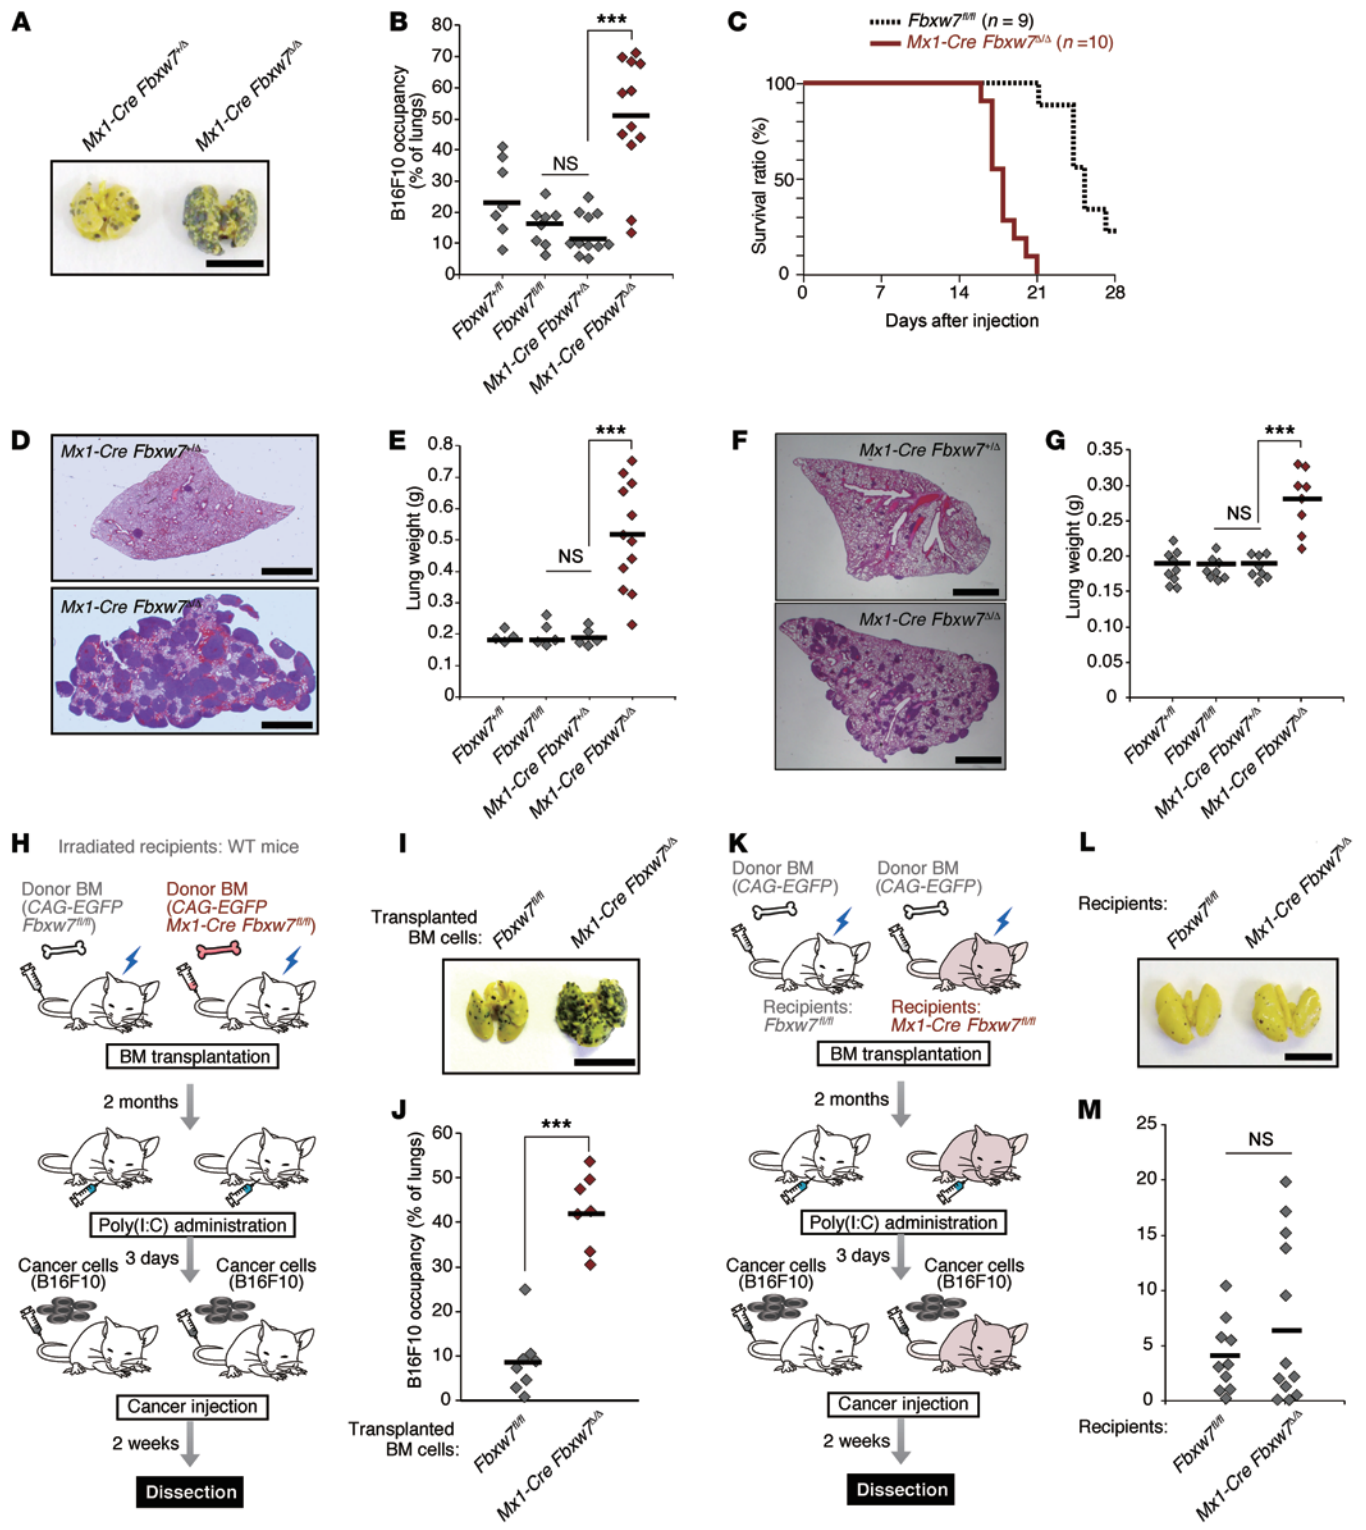 A
Mx1-Cre Fbxw7+/Δ
Mx1-Cre Fbxw7Δ/Δ
B
B16F10 occupancy
(% of lungs)
80
70
60
50
40
30
20
10
0
NS
***
Fbxw7+/fl
Fbxw7fl/fl
Mx1-Cre Fbxw7+/Δ
Mx1-Cre Fbxw7Δ/Δ
C
Fbxw7fl/fl (n = 9)
Mx1-Cre Fbxw7Δ/Δ (n =10)
Survival ratio (%)
100
50
0
0 7 14 21 28
Days after injection
D
Mx1-Cre Fbxw7+/Δ
Mx1-Cre Fbxw7Δ/Δ
E
Lung weight (g)
0.8
0.7
0.6
0.5
0.4
0.3
0.2
0.1
0
NS
***
Fbxw7+/fl
Fbxw7fl/fl
Mx1-Cre Fbxw7+/Δ
Mx1-Cre Fbxw7Δ/Δ
F
Mx1-Cre Fbxw7+/Δ
Mx1-Cre Fbxw7Δ/Δ
G
Lung weight (g)
0.35
0.30
0.25
0.20
0.15
0.10
0.05
0
NS
***
Fbxw7+/fl
Fbxw7fl/fl
Mx1-Cre Fbxw7+/Δ
Mx1-Cre Fbxw7Δ/Δ
H
Irradiated recipients: WT mice
Donor BM
(CAG-EGFP
Fbxw7fl/fl)
Donor BM
(CAG-EGFP
Mx1-Cre Fbxw7fl/fl)
BM transplantation
2 months
Poly(I:C) administration
3 days
Cancer cells
(B16F10)
Cancer cells
(B16F10)
Cancer injection
2 weeks
Dissection
I
Transplanted
BM cells:
Fbxw7fl/fl
Mx1-Cre Fbxw7Δ/Δ
J
B16F10 occupancy (% of lungs)
60
50
40
30
20
10
0
***
Transplanted
BM cells:
Fbxw7fl/fl
Mx1-Cre Fbxw7Δ/Δ
K
Donor BM
(CAG-EGFP)
Donor BM
(CAG-EGFP)
Recipients:
Fbxw7fl/fl
Recipients:
Mx1-Cre Fbxw7fl/fl
BM transplantation
2 months
Poly(I:C) administration
3 days
Cancer cells
(B16F10)
Cancer cells
(B16F10)
Cancer injection
2 weeks
Dissection
L
Recipients:
Fbxw7fl/fl
Mx1-Cre Fbxw7Δ/Δ
M
25
20
15
10
5
0
NS
Recipients:
Fbxw7fl/fl
Mx1-Cre Fbxw7Δ/Δ